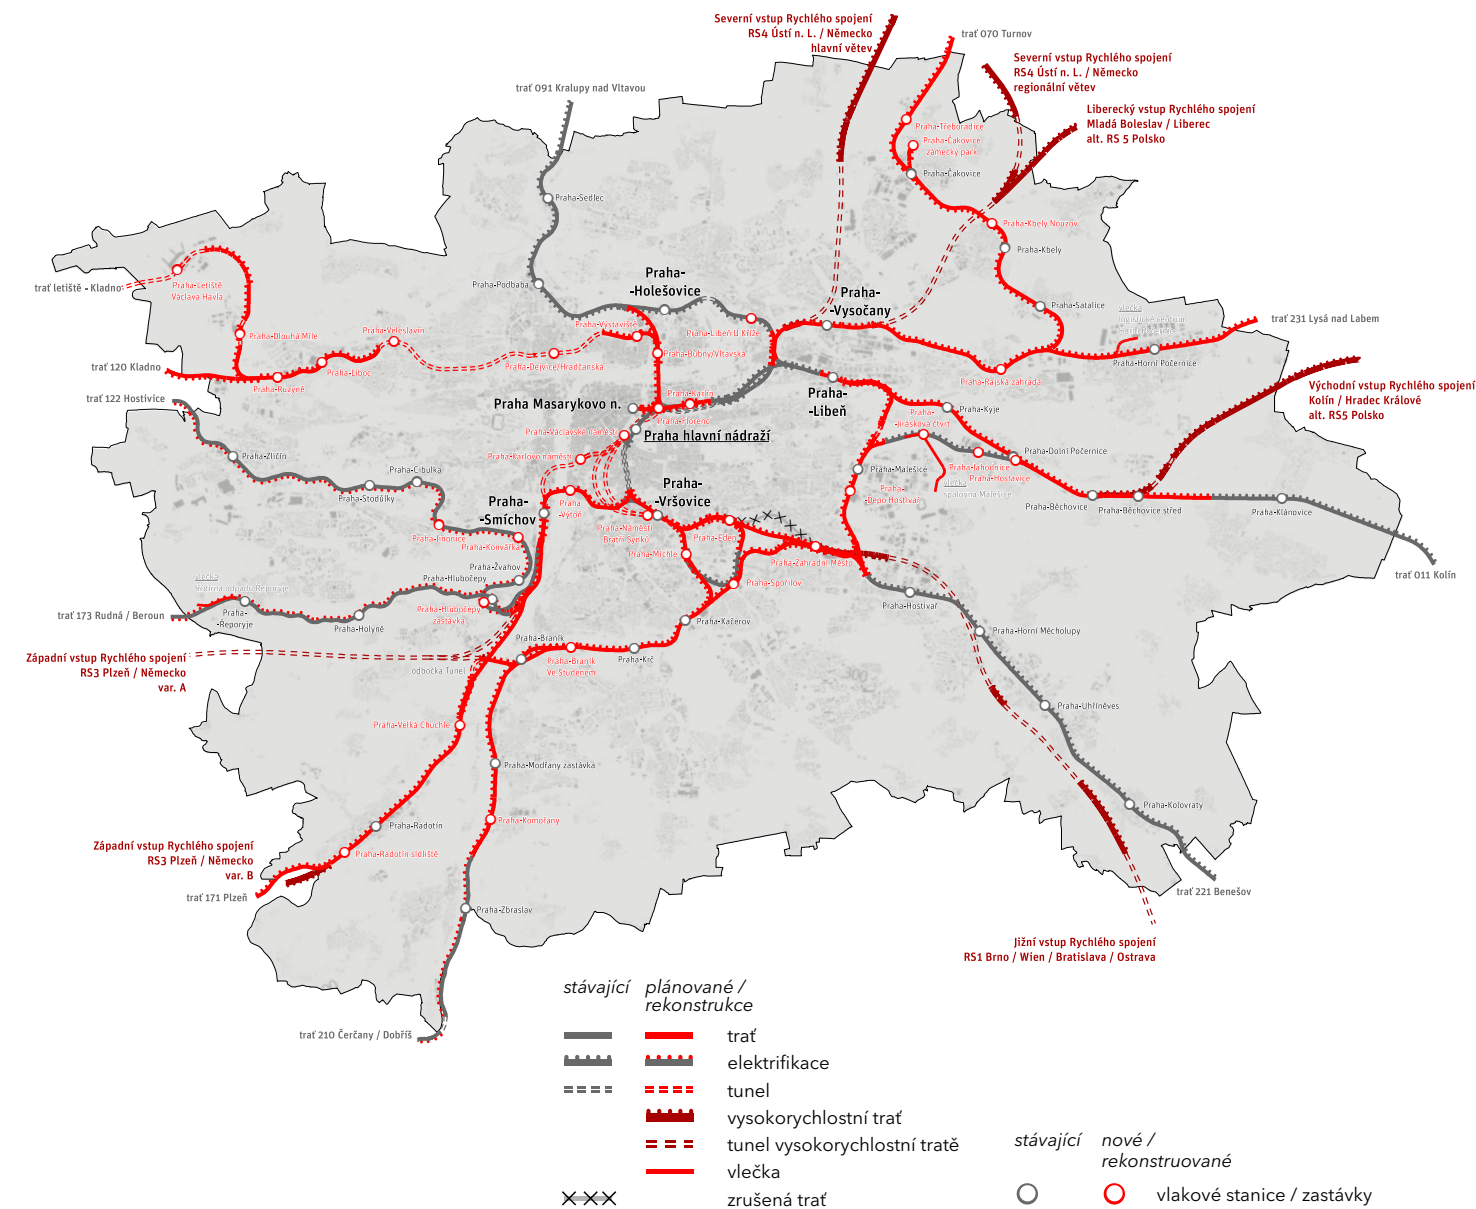 Severní vstup Rychlého spojení
RS4 Ústí n. L. / Německo
hlavní větev
trať 070 Turnov
Severní vstup Rychlého spojení
RS4 Ústí n. L. / Německo
regionální větev
Liberecký vstup Rychlého spojení
Mladá Boleslav / Liberec
alt. RS 5 Polsko
trať 091 Kralupy nad Vltavou
Praha-Třeboradice
Praha-Čakovice
zámecký park
Praha-Čakovice
Praha-Sedlec
Praha-Kbely Nouzov
Praha-Kbely
trať letiště - Kladno
Praha-Letiště
Václava Havla
Praha-Podbaba
Praha-
-Holešovice
Praha-
-Vysočany
Praha-Satalice
vlečka
logistické centrum
Horní Počernice
trať 231 Lysá nad Labem
Praha-Dlouhá Míle
Praha-Veleslavín
Praha-Výstaviště
Praha-Libeň U Kříže
Praha-Horní Počernice
trať 120 Kladno
Praha-Liboc
Praha-Ruzyně
Praha-Dejvice/Hradčanská
Praha-Bubny/Vltavská
Praha-Rajská zahrada
Východní vstup Rychlého spojení
Kolín / Hradec Králové
alt. RS5 Polsko
trať 122 Hostivice
Praha Masarykovo n.
Praha-Karlín
Praha-Florenc
Praha-
-Libeň
Praha-Kyje
Praha-
-Jiráskova čtvrť
Praha-Václavské náměstí
Praha hlavní nádraží
Praha-Dolní Počernice
Praha-Zličín
Praha-Cibulka
Praha-Karlovo náměstí
Praha-Malešice
Praha-Jahodnice
Praha-Hostavice
vlečka
spalovna Malešice
Praha-Stodůlky
Praha-
-Smíchov
Praha
-Výtoň
Praha-
-Vršovice
Praha-
-Depo Hostivař
Praha-Běchovice
Praha-Běchovice střed
Praha-Klánovice
Praha-Jinonice
Praha-Konvářka
Praha-Náměstí
Bratří Synků
Praha-Eden
Praha-Michle
Praha-Zahradní Město
Praha-Žvahov
Praha-Hlubočepy
trať 011 Kolín
vlečka
třídírna odpadů Řeporyje
Praha-Spořilov
Praha-Hostivař
trať 173 Rudná / Beroun
Praha-
-Řeporyje
Praha-Holyně
Praha-Hlubočepy
zastávka
Praha-Kačerov
Praha-Horní Měcholupy
Západní vstup Rychlého spojení
RS3 Plzeň / Německo
var. A
Praha-Braník
odbočka Tunel
Praha-Braník
Ve Studeném
Praha-Krč
Praha-Uhříněves
Praha-Velká Chuchle
Praha-Modřany zastávka
Praha-Kolovraty
Praha-Komořany
Praha-Radotín
Západní vstup Rychlého spojení
RS3 Plzeň / Německo
var. B
Praha-Radotín sídliště
trať 171 Plzeň
trať 221 Benešov
Praha-Zbraslav
Jižní vstup Rychlého spojení
RS1 Brno / Wien / Bratislava / Ostrava
trať 210 Čerčany / Dobříš
stávající
plánované /
rekonstrukce
trať
elektrifikace
tunel
vysokorychlostní trať
tunel vysokorychlostní tratě
vlečka
zrušená trať
stávající
nové /
rekonstruované
vlakové stanice / zastávky